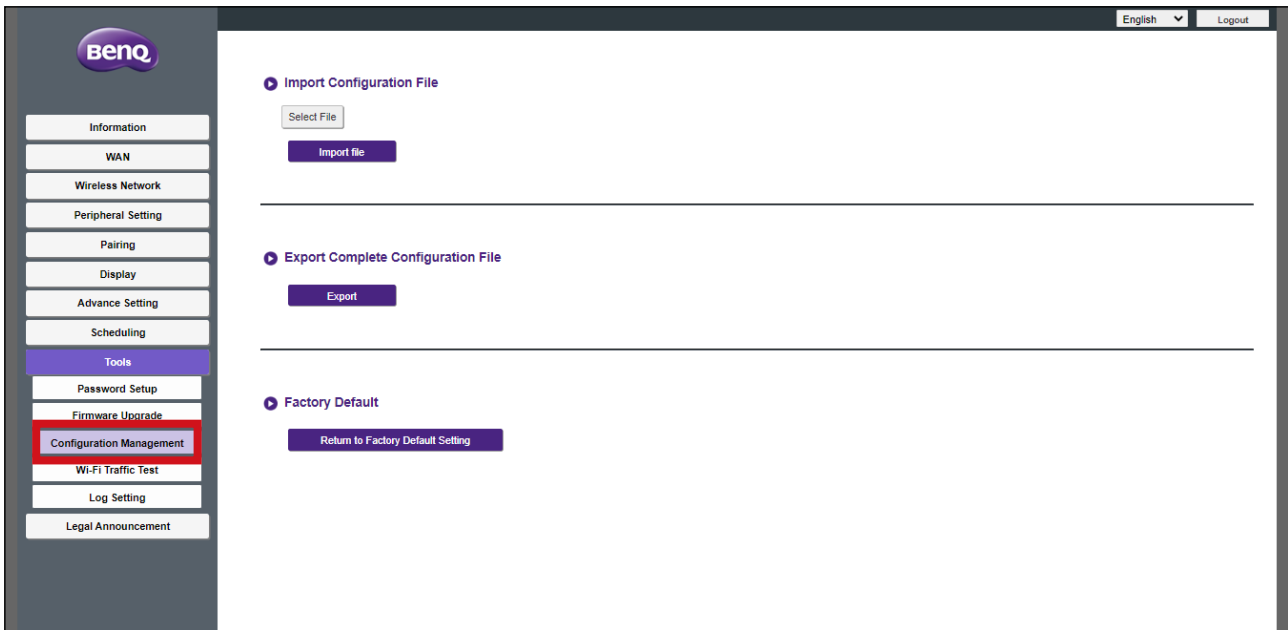 English
Logout
BenQ
Import Configuration File
Select File
Import file
Export Complete Configuration File
Export
Factory Default
Return to Factory Default Setting
Information
WAN
Wireless Network
Peripheral Setting
Pairing
Display
Advance Setting
Scheduling
Tools
Password Setup
Firmware Upgrade
Configuration Management
Wi-Fi Traffic Test
Log Setting
Legal Announcement